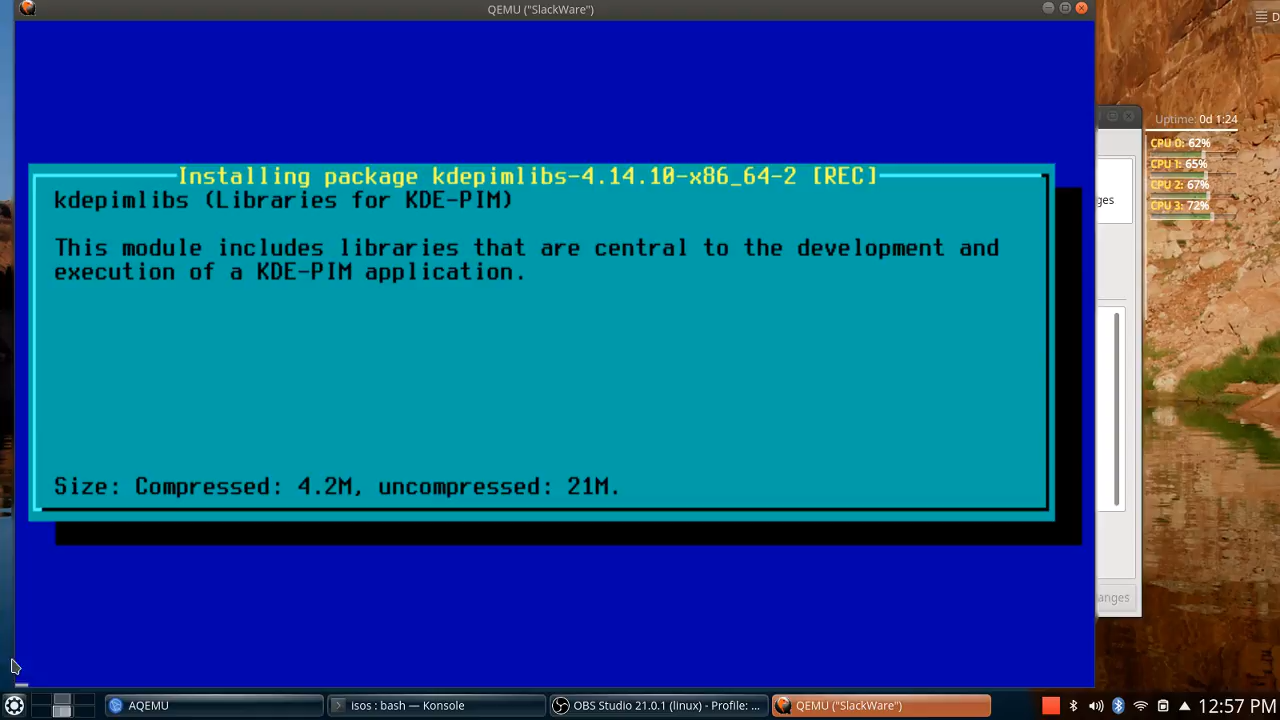 QEMU ("SlackWare")
D
Uptime: 0d 1:24
CPU 0: 62%
CPU 1: 65%
CPU 2: 67%
CPU 3: 72%
ges
Installing package kdepimlibs-4.14.10-x86_64-2 [REC]
kdepimlibs (Libraries for KDE-PIM)
This module includes libraries that are central to the development and
execution of a KDE-PIM application.
Size: Compressed: 4.2M, uncompressed: 21M.
anges
AQEMU
isos : bash — Konsole
OBS Studio 21.0.1 (linux) - Profile: ...
QEMU ("SlackWare")
12:57 PM